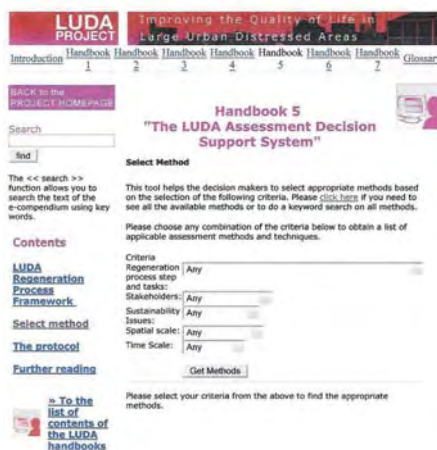 LUDA
PROJECT
Improving the Quality of Life in
Large Urban Distressed Areas
Introduction Handbook 1 Handbook 2 Handbook 3 Handbook 4 Handbook 5 Handbook 6 Handbook 7 Glossary
BACK to the
PROJECT HOMEPAGE
Search
find
The << search >>
function allows you to
search the text of the
e-compendium using key
words.
Contents
LUDA
Regeneration
Process
Framework
Select method
The protocol
Further reading
» To the
list of
contents of
the LUDA
handbooks
Handbook 5
"The LUDA Assessment Decision
Support System"
Select Method
This tool helps the decision makers to select appropriate methods based
on the selection of the following criteria. Please click here if you need to
see all the available methods or to do a keyword search on all methods.
Please choose any combination of the criteria below to obtain a list of
applicable assessment methods and techniques.
Criteria
Regeneration
process step
and tasks:
Any
Stakeholders: Any
Sustainability
Issues:
Any
Spatial scale: Any
Time Scale: Any
Get Methods
Please select your criteria from the above to find the appropriate
methods.